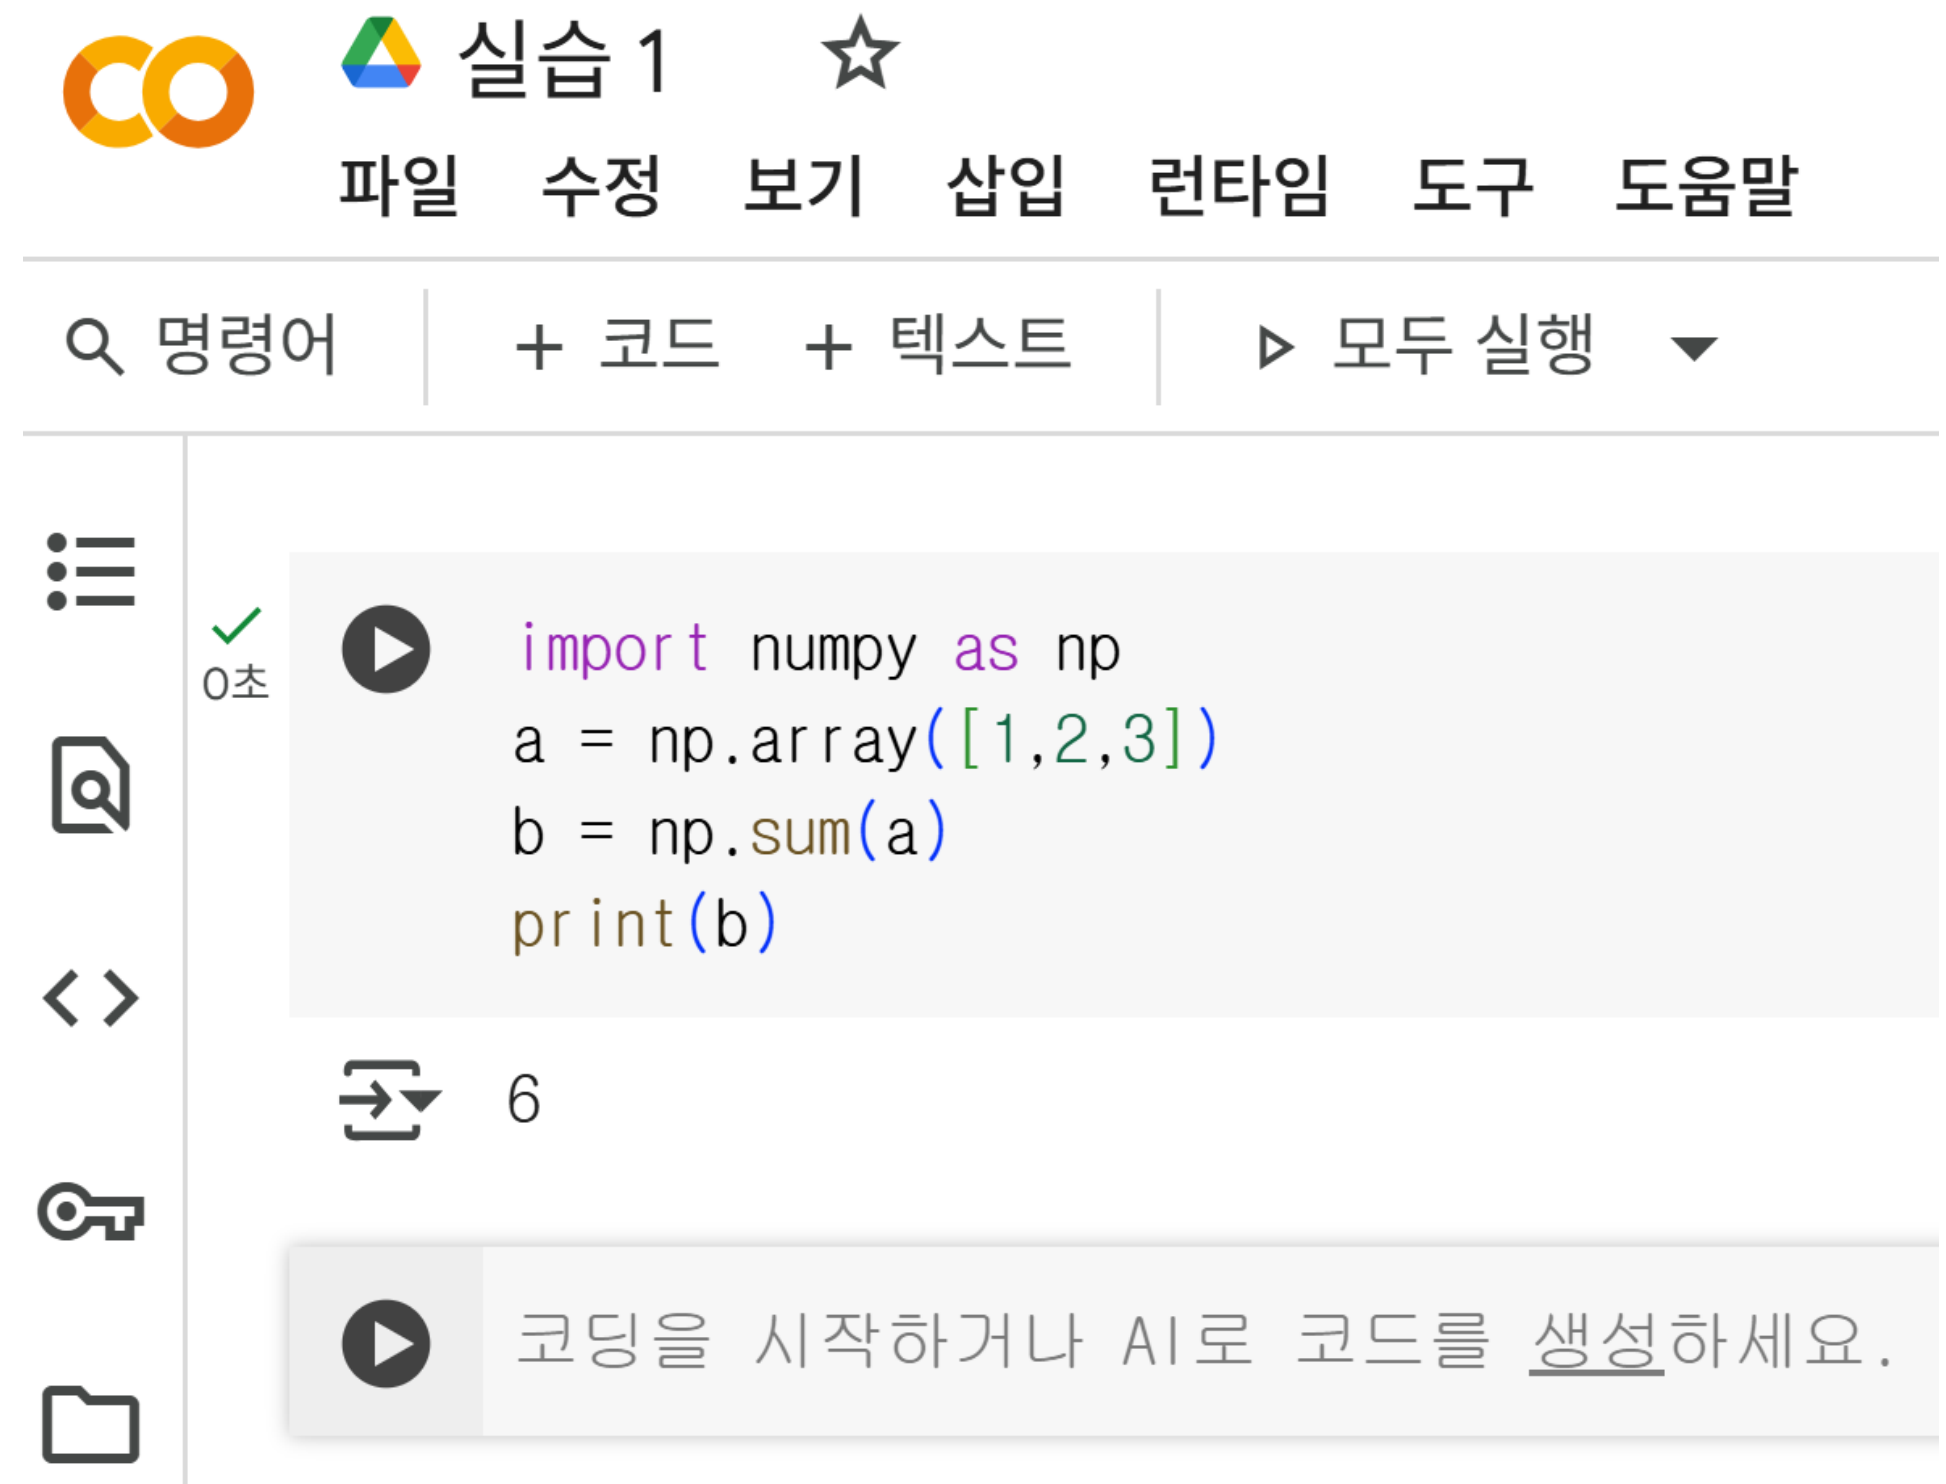 실습 1
파일 수정 보기 삽입 런타임 도구 도움말
명령어 + 코드 + 텍스트 모두 실행
0초
import numpy as np
a = np.array([1,2,3])
b = np.sum(a)
print(b)
6
코딩을 시작하거나 AI로 코드를 생성하세요.